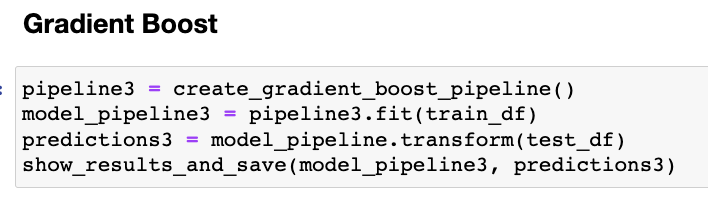 Gradient Boost
: pipeline3 = create_gradient_boost_pipeline()
model_pipeline3 = pipeline3.fit(train_df)
predictions3 = model_pipeline.transform(test_df)
show_results_and_save(model_pipeline3, predictions3)